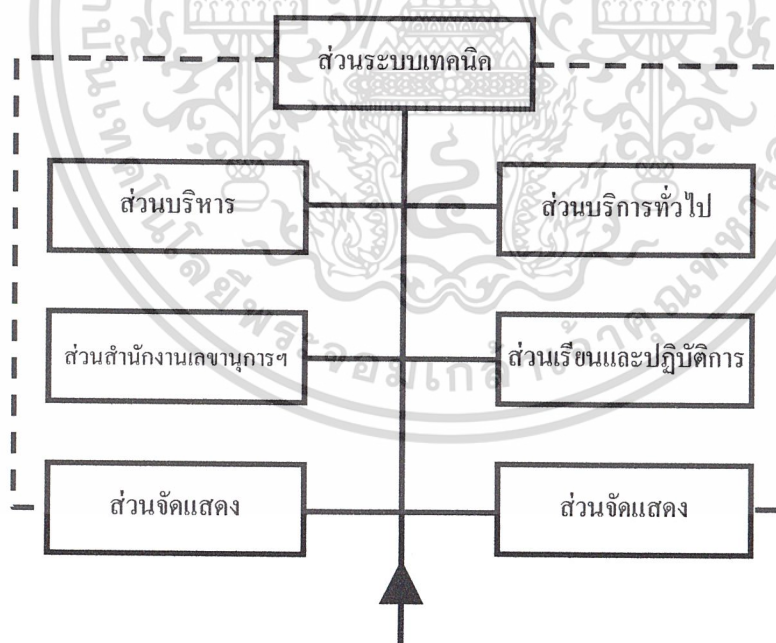 ส่วนระบบเทคนิค
ส่วนบริหาร
ส่วนบริการทั่วไป
ส่วนสำนักงานเลขานุการฯ
ส่วนเรียนและปฏิบัติการ
ส่วนจัดแสดง
ส่วนจัดแสดง